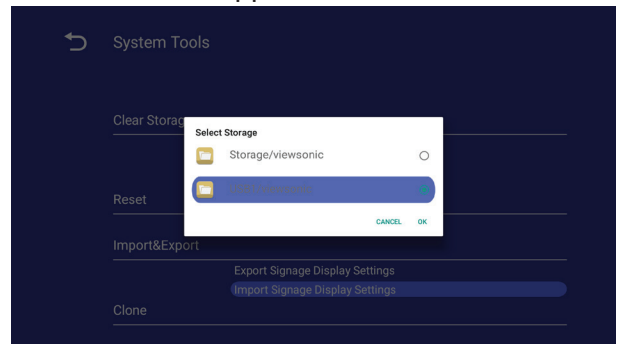 System Tools
Clear Storag
Select Storage
Storage/viewsonic
CANCEL OK
Reset
Import&Export
Export Signage Display Settings
Import Signage Display Settings
Clone